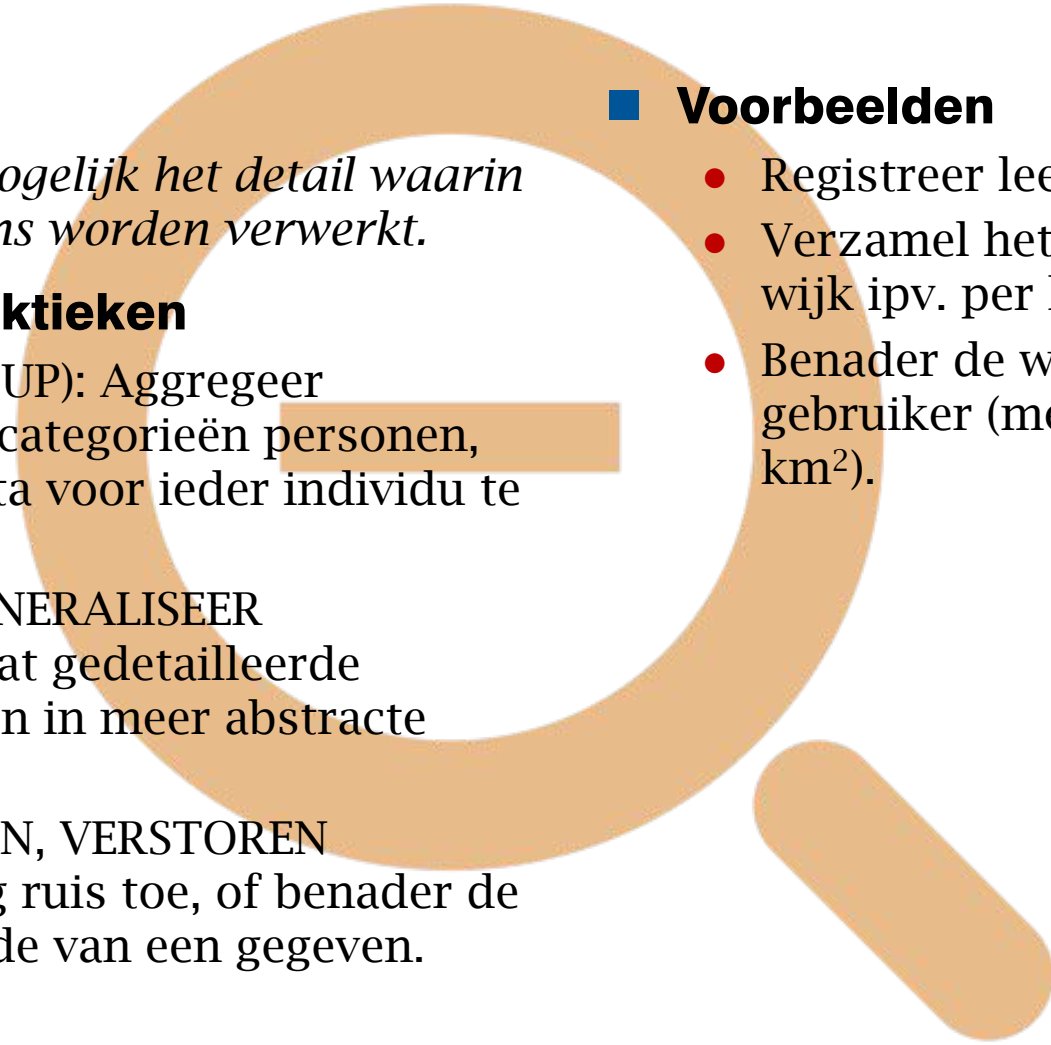 ogelijk het detail waarin
ns worden verwerkt.
ktieken
UP): Aggregeer
categorieën personen,
ta voor ieder individu te
NERALISEER
at gedetailleerde
n in meer abstracte
N, VERSTOREN
g ruis toe, of benader de
de van een gegeven.
Voorbeelden
Registreer lee
Verzamel het
wijk ipv. per
Benader de w
gebruiker (me
km²).